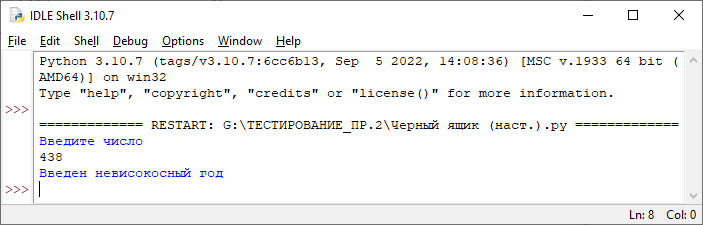 IDLE Shell 3.10.7
File Edit Shell Debug Options Window Help
Python 3.10.7 (tags/v3.10.7:6cc6b13, Sep  5 2022, 14:08:36) [MSC v.1933 64 bit (
AMD64)] on win32
Type "help", "copyright", "credits" or "license()" for more information.
>>>
============= RESTART: G:\ТЕСТИРОВАНИЕ_ПР.2\Черный ящик (наст.).py =============
Введите число
438
Введен невисокосный год
>>>
Ln: 8 Col: 0